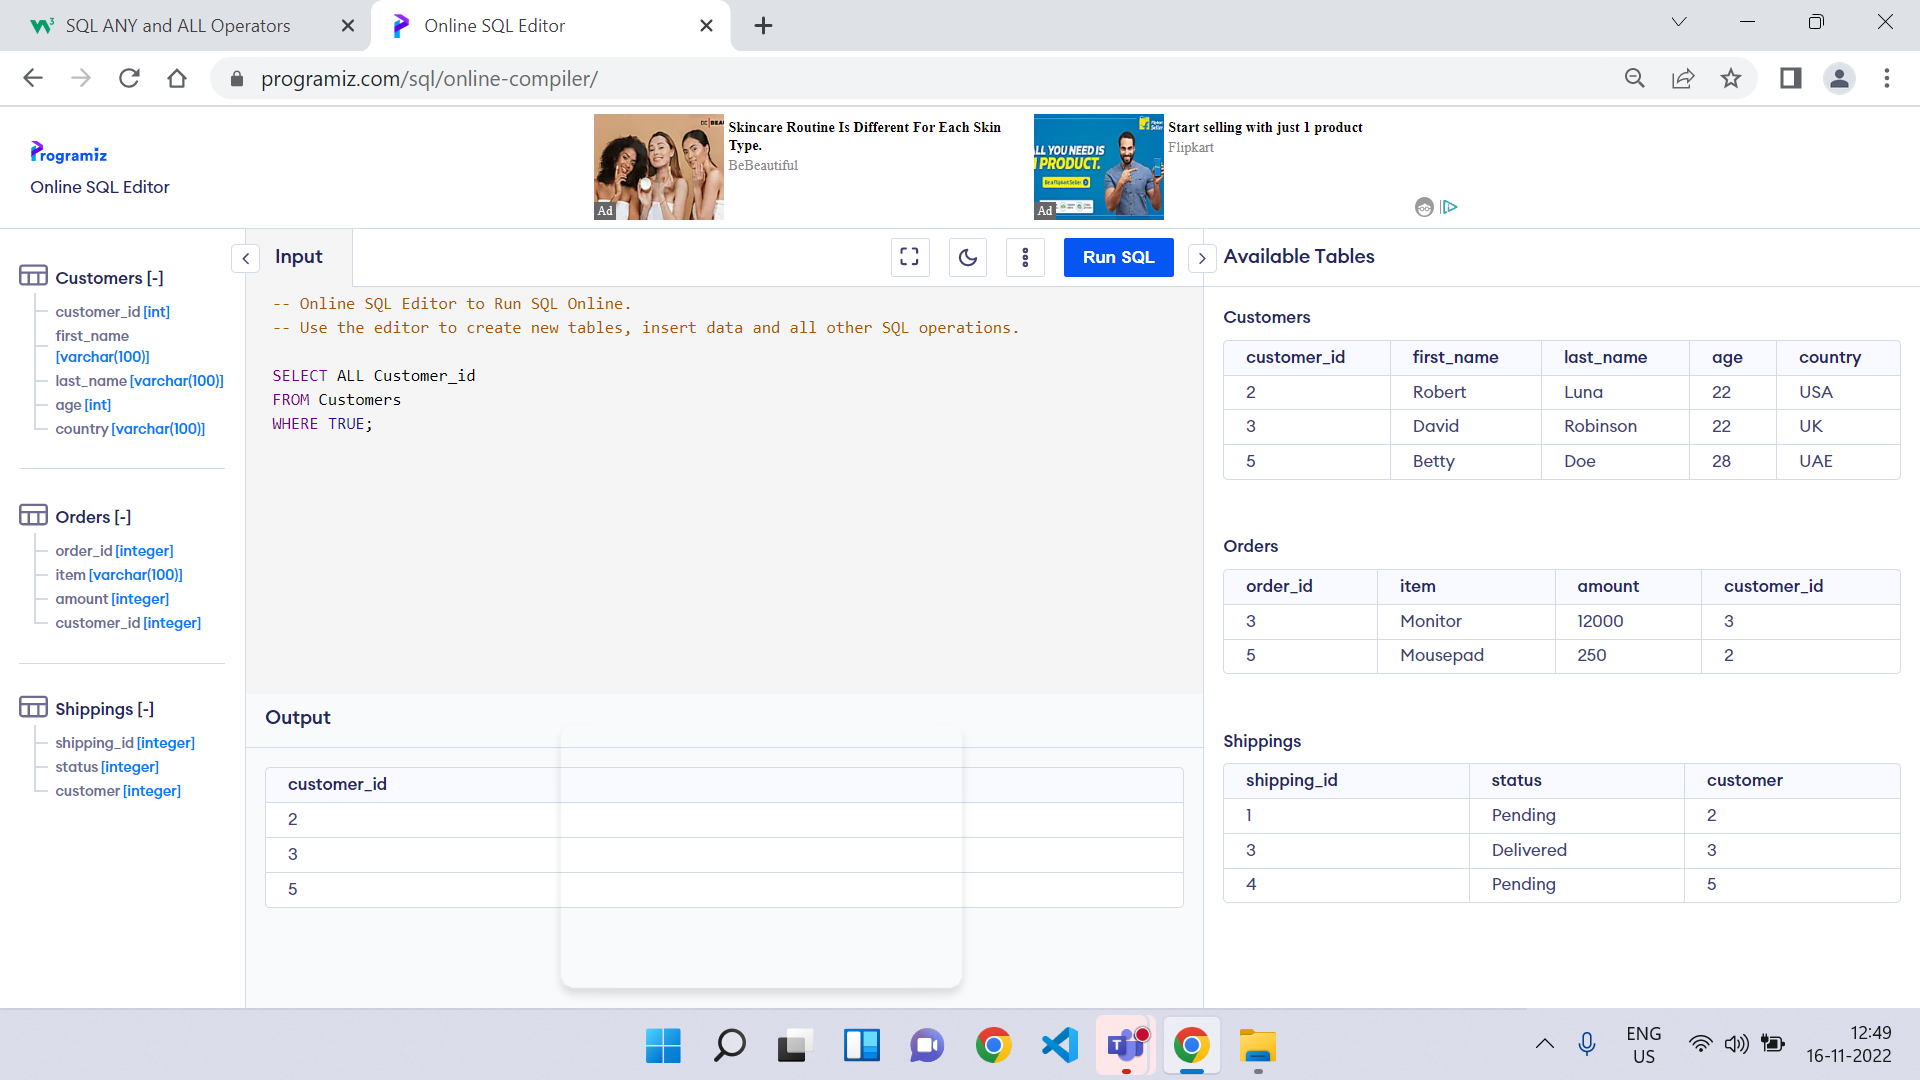 SQL ANY and ALL Operators
Online SQL Editor
programiz.com/sql/online-compiler/
Programiz
Online SQL Editor
Skincare Routine Is Different For Each Skin
Type.
BeBeautiful
Ad
ALL YOU NEED IS
1 PRODUCT.
Be a Flipkart Seller
Ad
Start selling with just 1 product
Flipkart
Customers [-]
customer_id [int]
first_name
[varchar(100)]
last_name [varchar(100)]
age [int]
country [varchar(100)]
Orders [-]
order_id [integer]
item [varchar(100)]
amount [integer]
customer_id [integer]
Shippings [-]
shipping_id [integer]
status [integer]
customer [integer]
Input
Run SQL
-- Online SQL Editor to Run SQL Online.
-- Use the editor to create new tables, insert data and all other SQL operations.
SELECT ALL Customer_id
FROM Customers
WHERE TRUE;
Output
customer_id
2
3
5
Available Tables
Customers
customer_id first_name last_name age country
2 Robert Luna 22 USA
3 David Robinson 22 UK
5 Betty Doe 28 UAE
Orders
order_id item amount customer_id
3 Monitor 12000 3
5 Mousepad 250 2
Shippings
shipping_id status customer
1 Pending 2
3 Delivered 3
4 Pending 5
ENG
US
12:49
16-11-2022